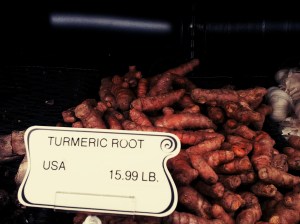 TURMERIC ROOT
USA
15.99 LB.